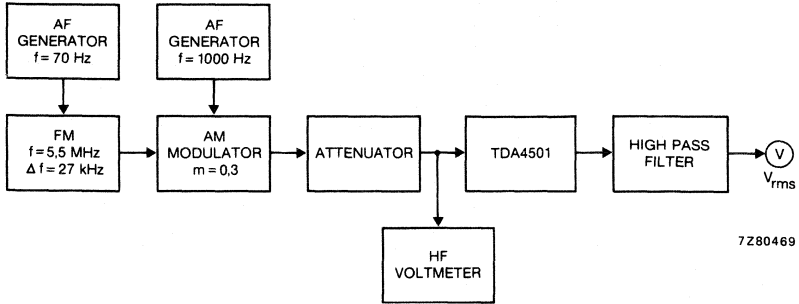 AF
GENERATOR
f = 70 Hz
AF
GENERATOR
f = 1000 Hz
FM
f = 5,5 MHz
Δ f = 27 kHz
AM
MODULATOR
m = 0,3
ATTENUATOR
TDA4501
HIGH PASS
FILTER
V
Vrms
HF
VOLTMETER
7Z80469